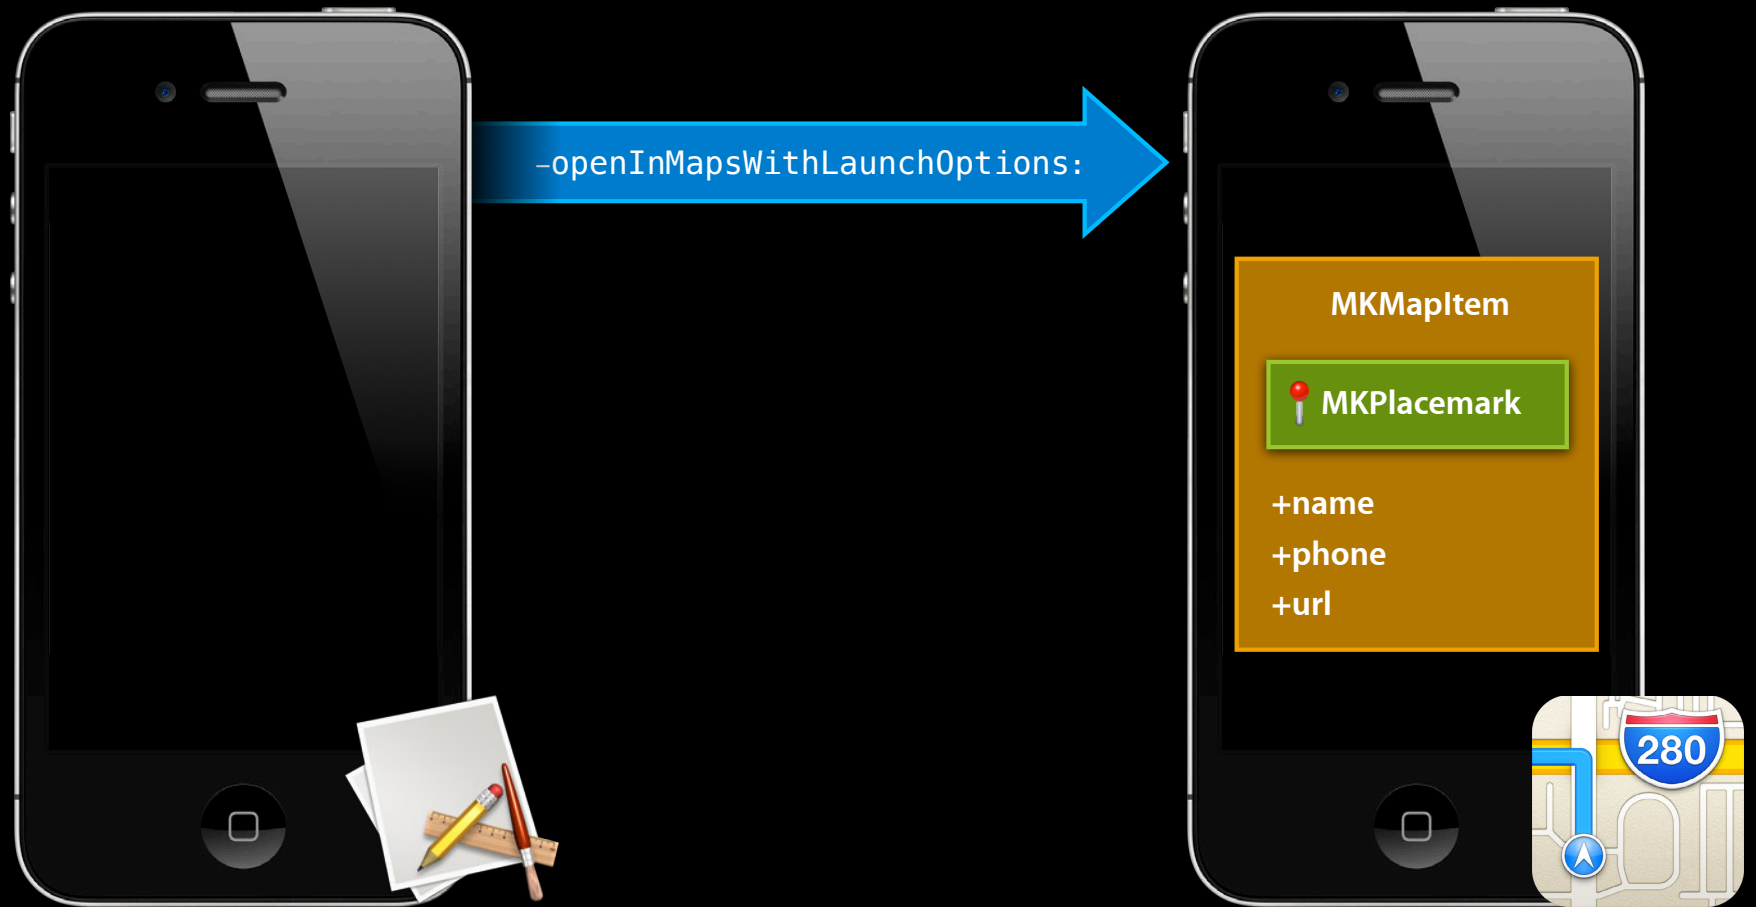 –openInMapsWithLaunchOptions:
MKMapItem
MKPlacemark
+name
+phone
+url
280